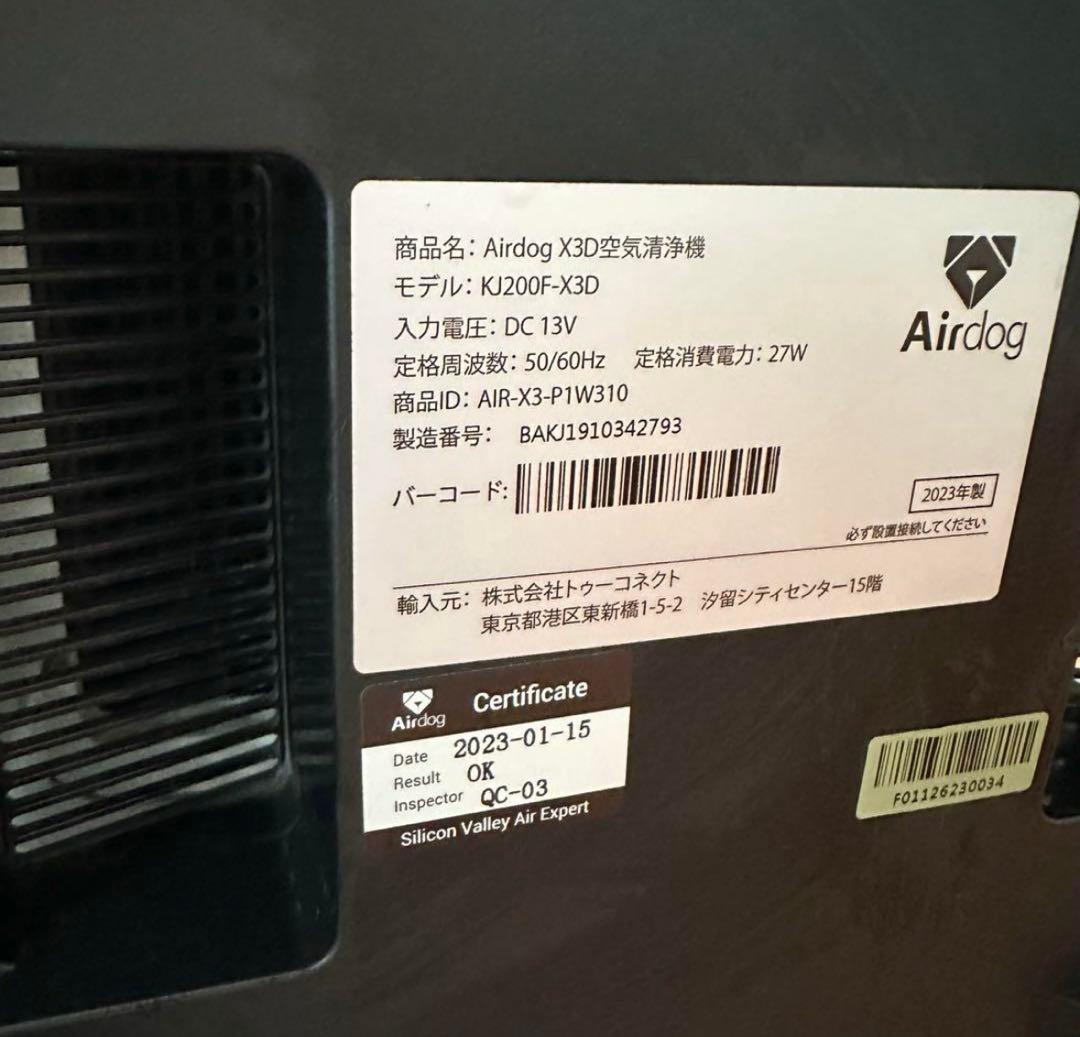 商品名：Airdog X3D空気清浄機
モデル：KJ200F-X3D
入力電圧：DC 13V
定格周波数：50/60Hz 定格消費電力：27W
商品ID：AIR-X3-P1W310
製造番号： BAKJ1910342793
バーコード：
Airdog
2023年製
必ず設置接続してください
輸入元：株式会社トゥーコネクト
東京都港区東新橋1-5-2 汐留シティセンター15階
Airdog Certificate
Date 2023-01-15
Result OK
Inspector QC-03
Silicon Valley Air Expert
F01126230034